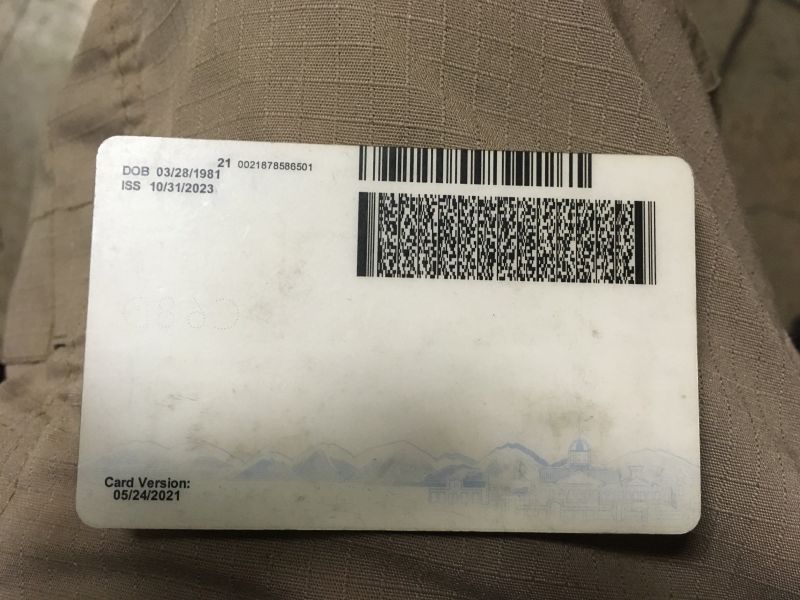 DOB 03/28/1981
ISS 10/31/2023
21 0021878586501
Card Version:
05/24/2021